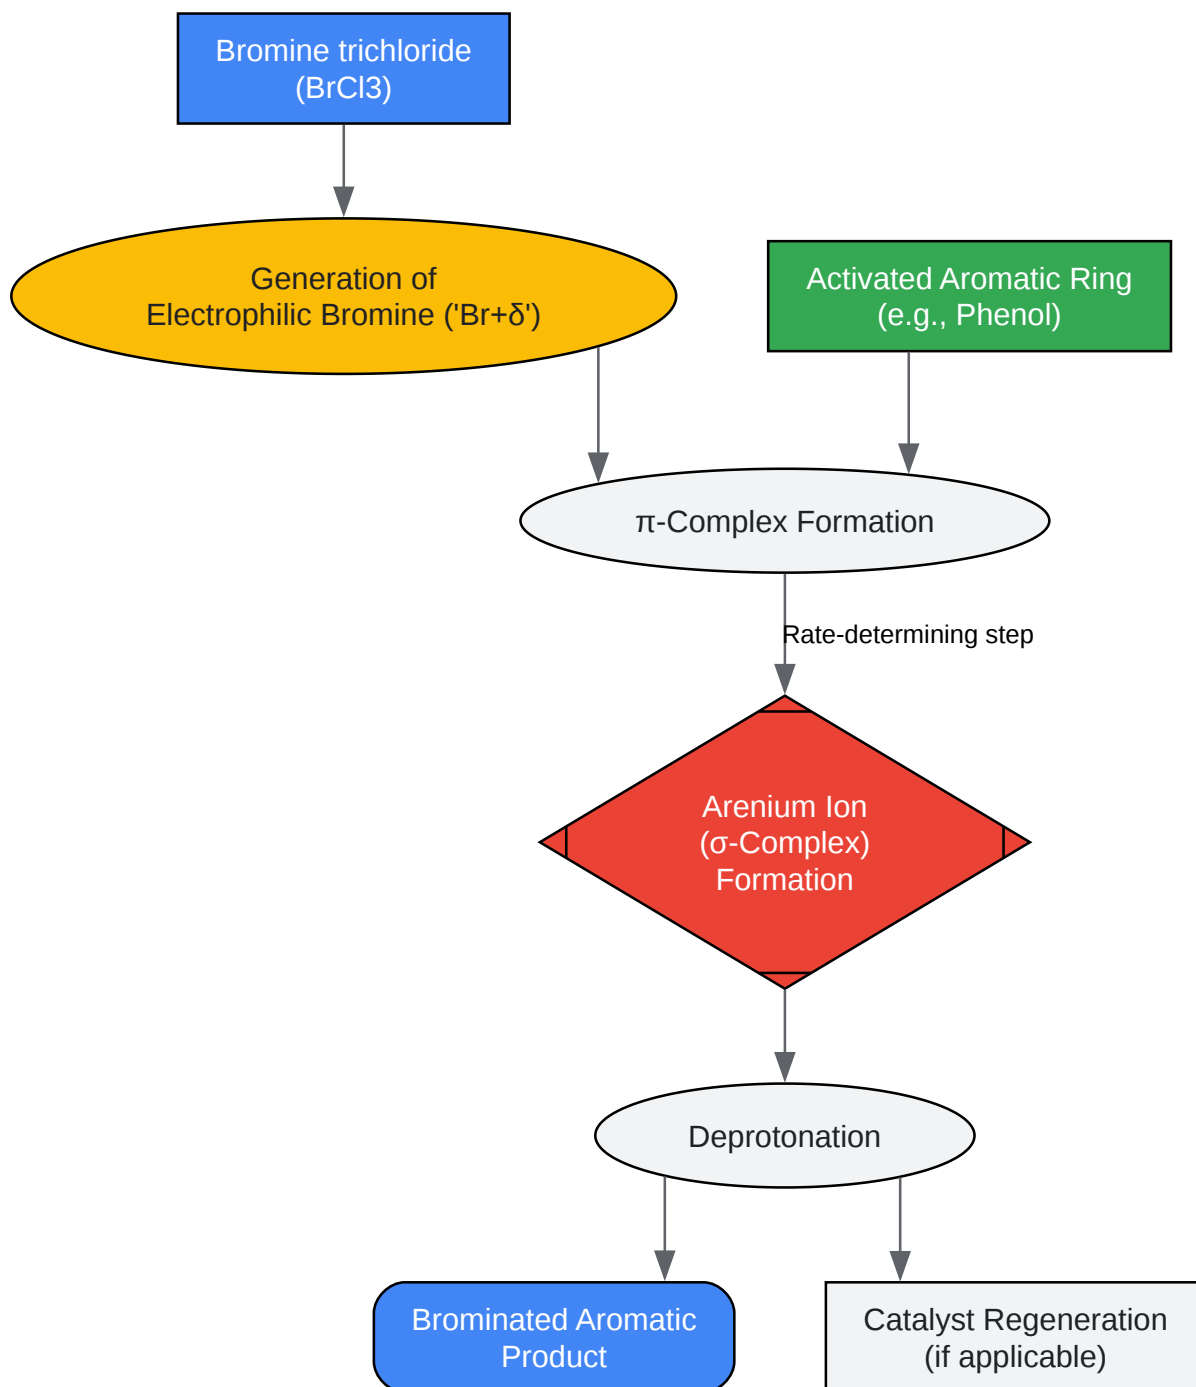 Bromine trichloride
(BrCl3)
Generation of
Electrophilic Bromine ('Br+δ')
Activated Aromatic Ring
(e.g., Phenol)
π-Complex Formation
Rate-determining step
Arenium Ion
(σ-Complex)
Formation
Deprotonation
Brominated Aromatic
Product
Catalyst Regeneration
(if applicable)